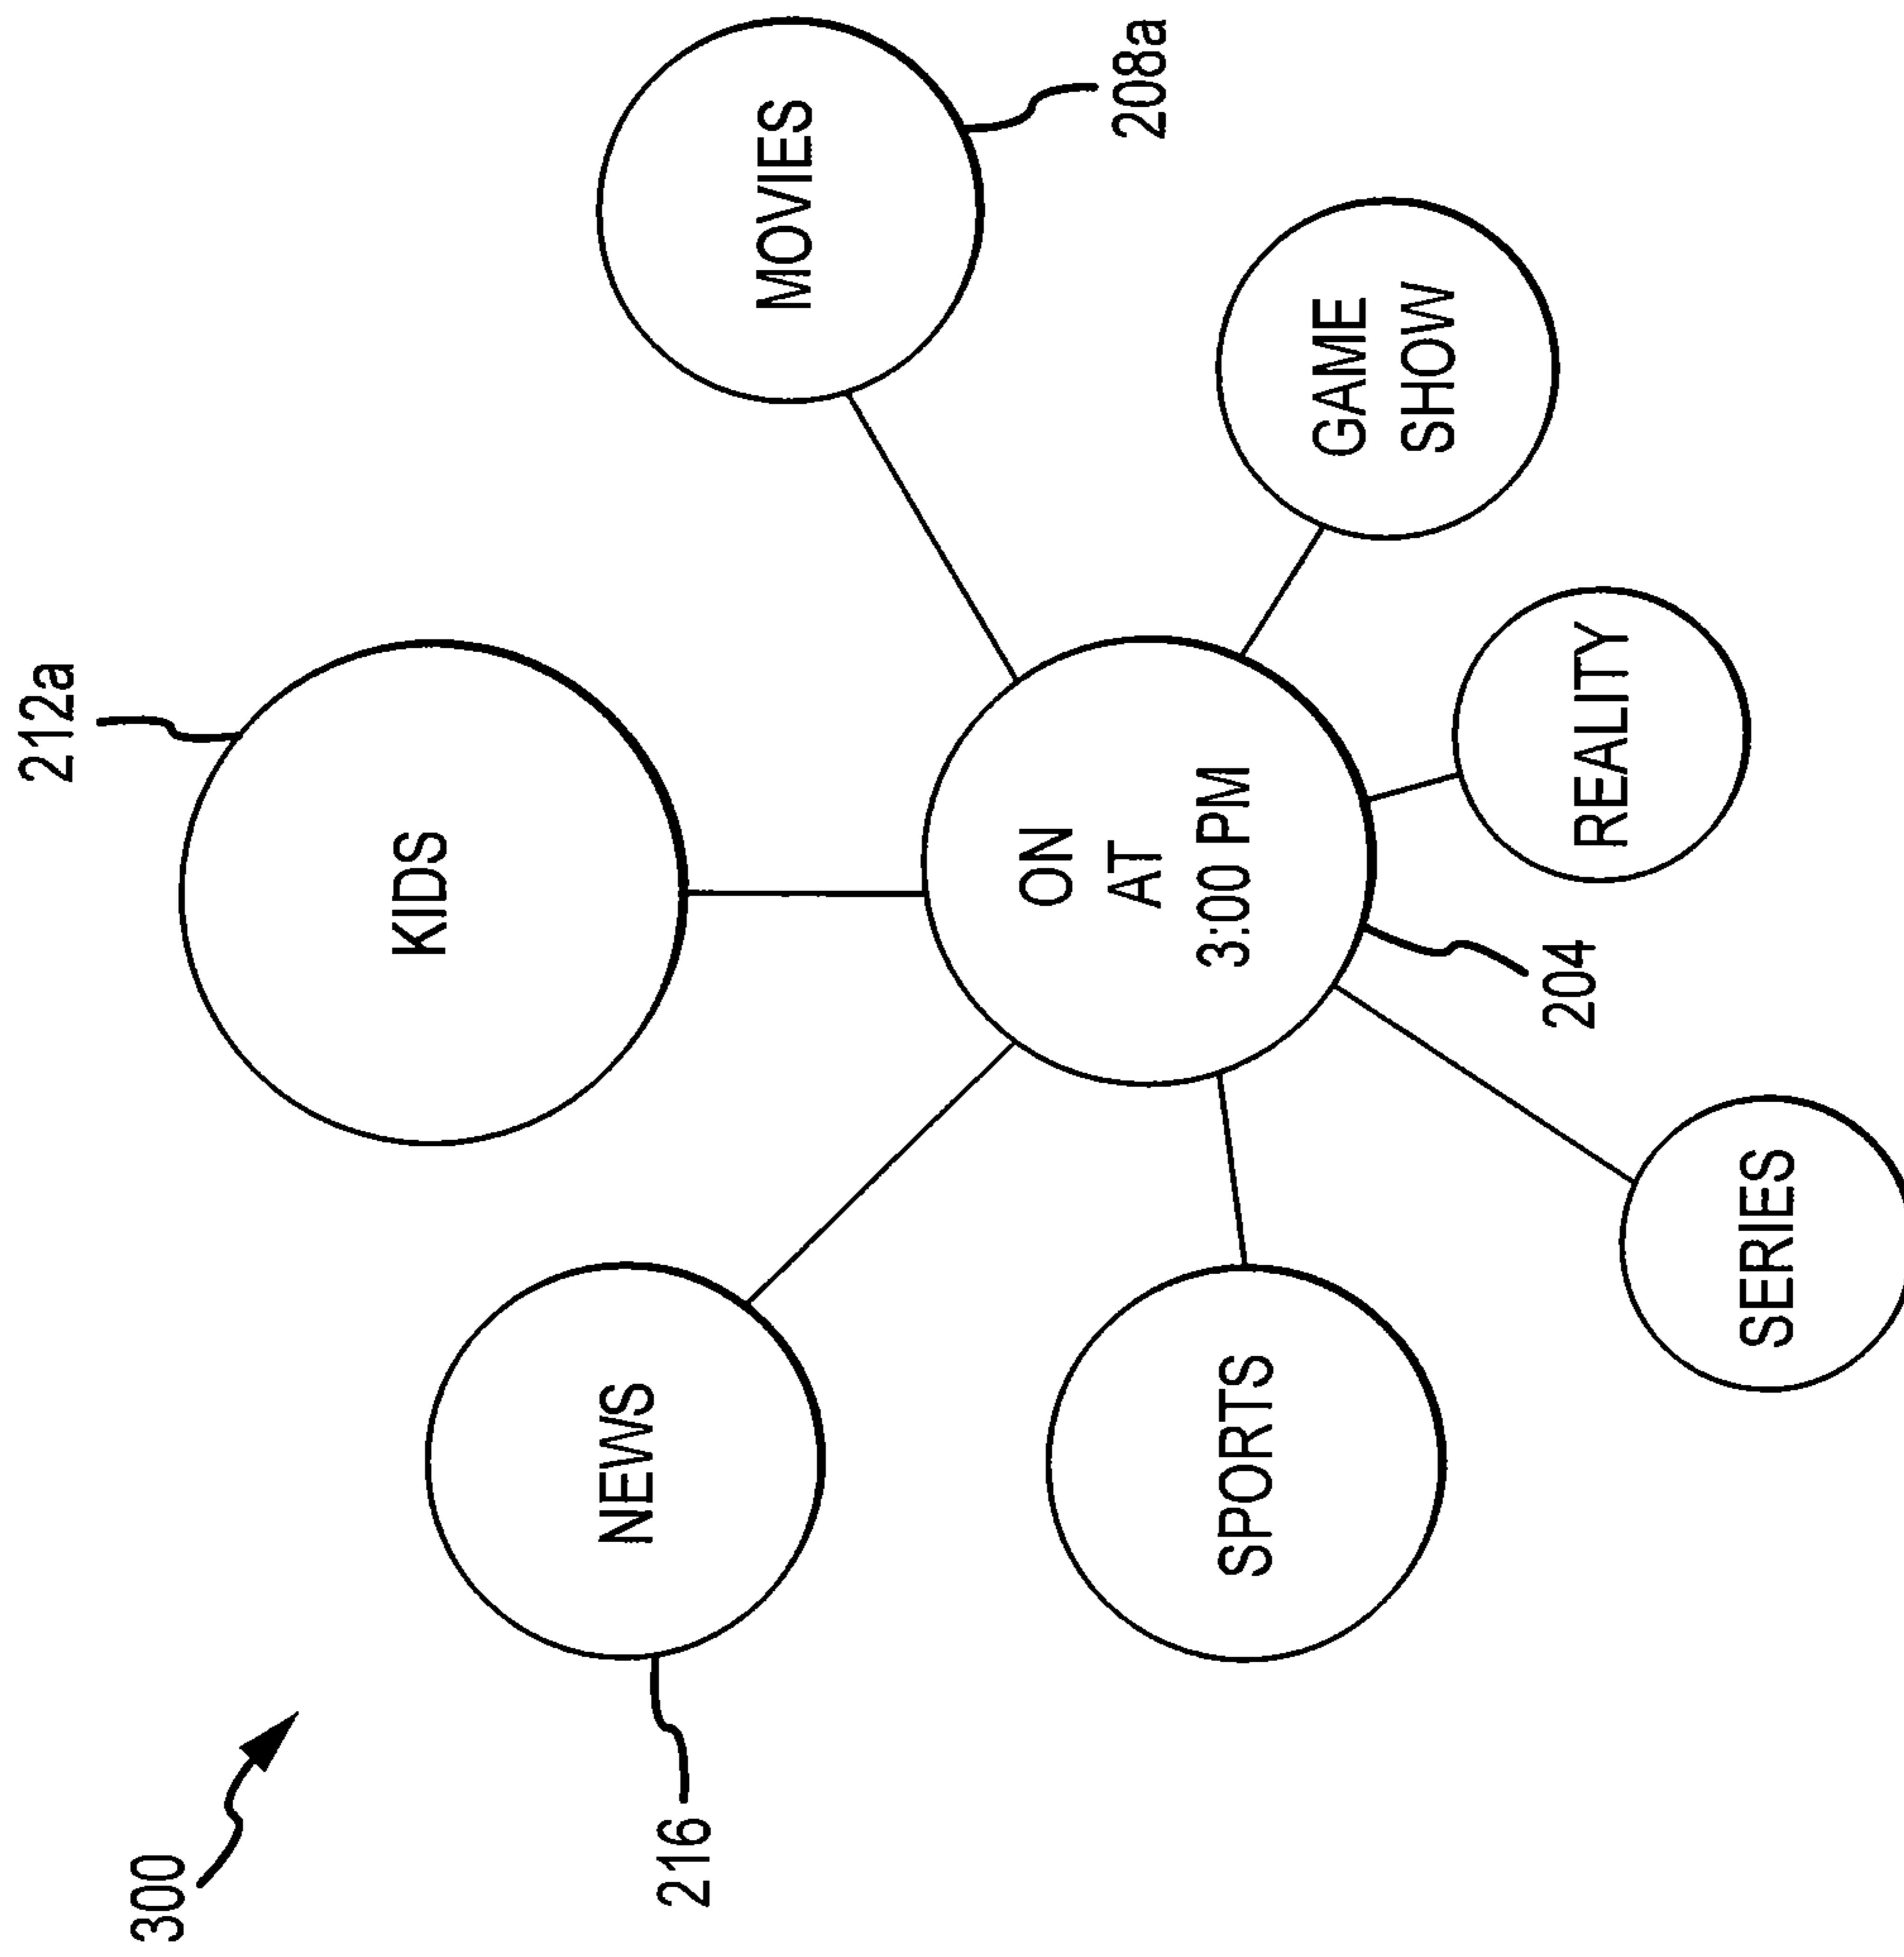 300
212a
KIDS
NEWS
216
MOVIES
208a
ON
AT
3:00 PM
204
SPORTS
GAME
SHOW
REALITY
SERIES